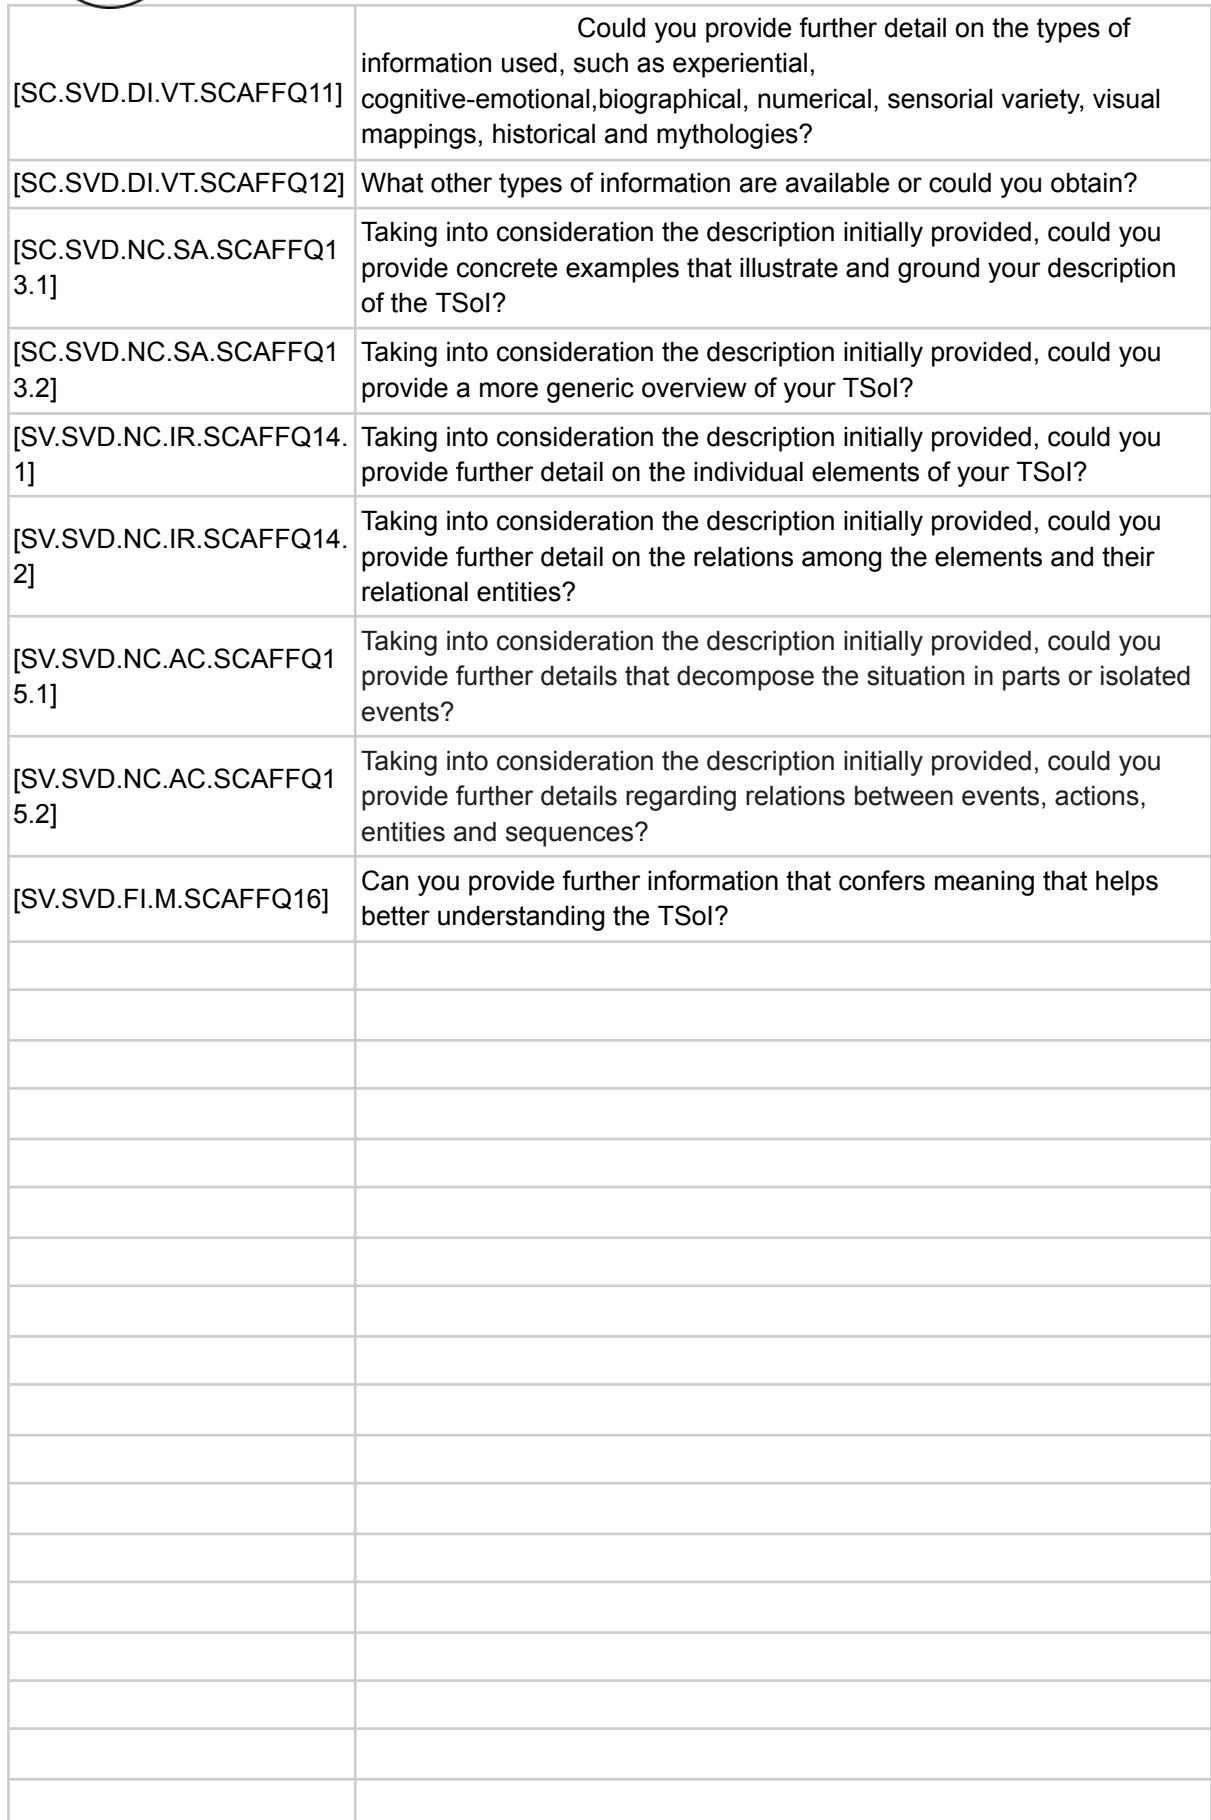 Could you provide further detail on the types of
information used, such as experiential,
[SC.SVD.DI.VT.SCAFFQ11]
cognitive-emotional,biographical, numerical, sensorial variety, visual
mappings, historical and mythologies?
[SC.SVD.DI.VT.SCAFFQ12] What other types of information are available or could you obtain?
[SC.SVD.NC.SA.SCAFFQ1
3.1]
Taking into consideration the description initially provided, could you
provide concrete examples that illustrate and ground your description
of the TSoI?
[SC.SVD.NC.SA.SCAFFQ1
3.2]
Taking into consideration the description initially provided, could you
provide a more generic overview of your TSoI?
[SV.SVD.NC.IR.SCAFFQ14.
1]
Taking into consideration the description initially provided, could you
provide further detail on the individual elements of your TSoI?
[SV.SVD.NC.IR.SCAFFQ14.
2]
Taking into consideration the description initially provided, could you
provide further detail on the relations among the elements and their
relational entities?
[SV.SVD.NC.AC.SCAFFQ1
5.1]
Taking into consideration the description initially provided, could you
provide further details that decompose the situation in parts or isolated
events?
[SV.SVD.NC.AC.SCAFFQ1
5.2]
Taking into consideration the description initially provided, could you
provide further details regarding relations between events, actions,
entities and sequences?
[SV.SVD.FI.M.SCAFFQ16]
Can you provide further information that confers meaning that helps
better understanding the TSoI?